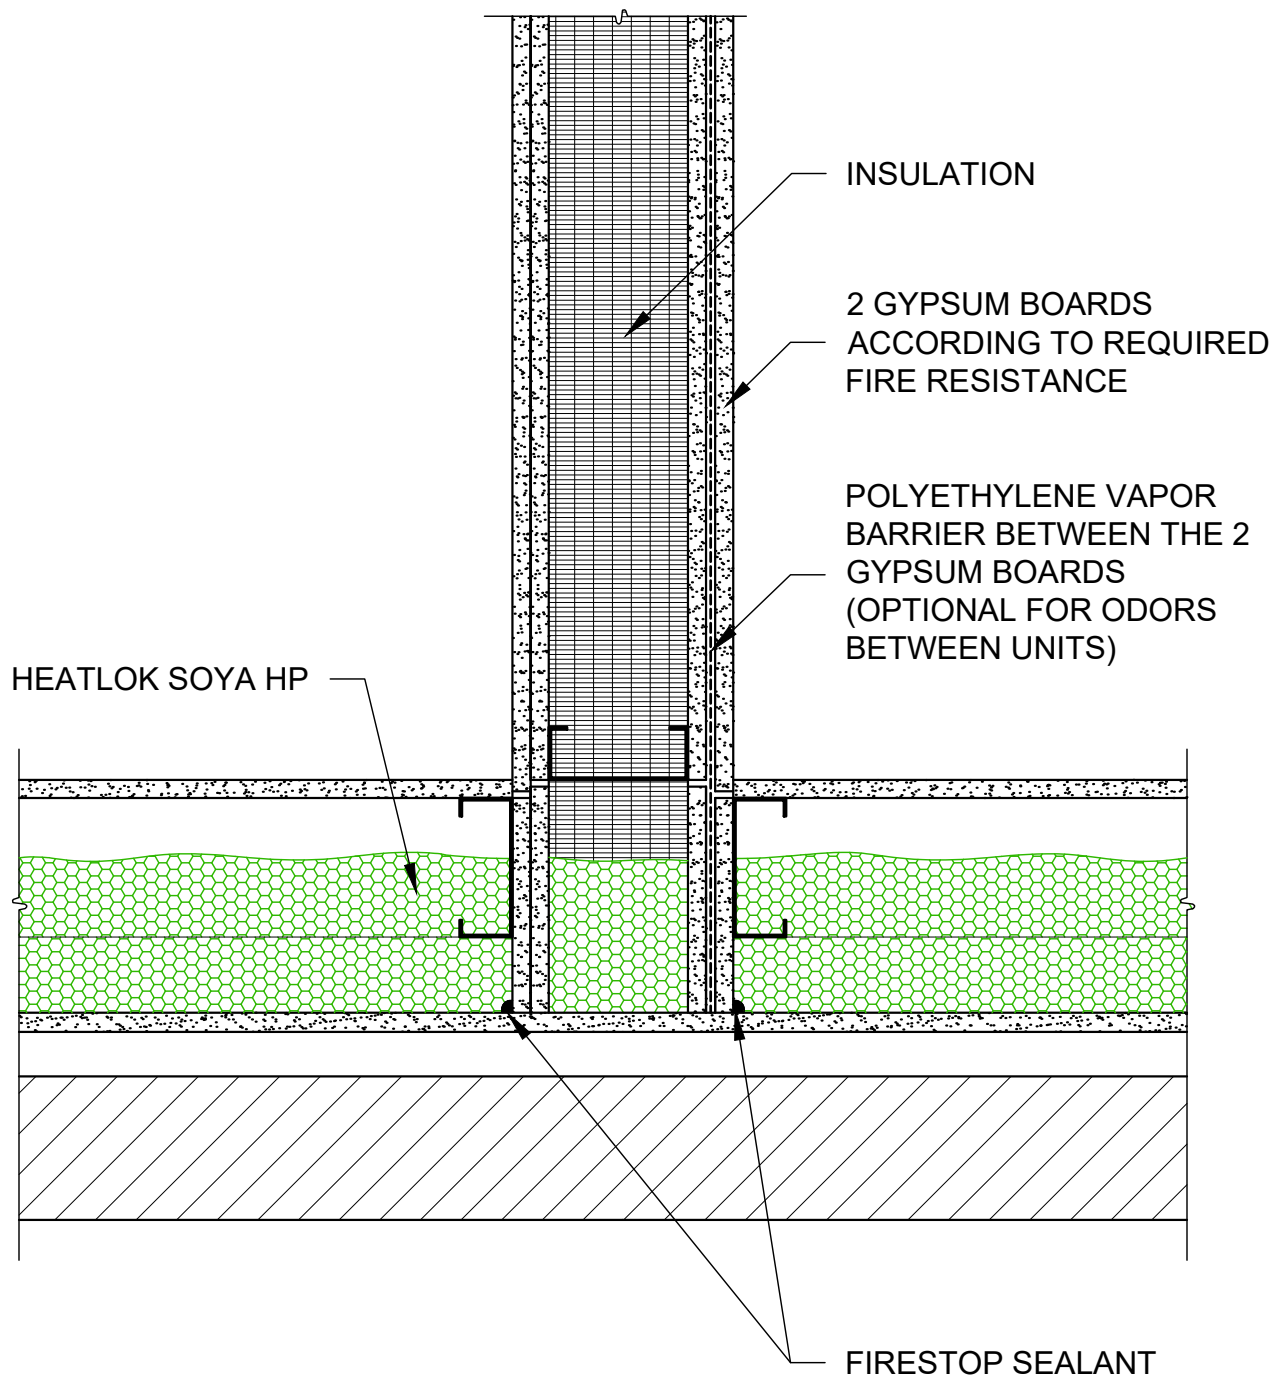 INSULATION
2 GYPSUM BOARDS
ACCORDING TO REQUIRED
FIRE RESISTANCE
POLYETHYLENE VAPOR
BARRIER BETWEEN THE 2
GYPSUM BOARDS
(OPTIONAL FOR ODORS
BETWEEN UNITS)
HEATLOK SOYA HP
FIRESTOP SEALANT